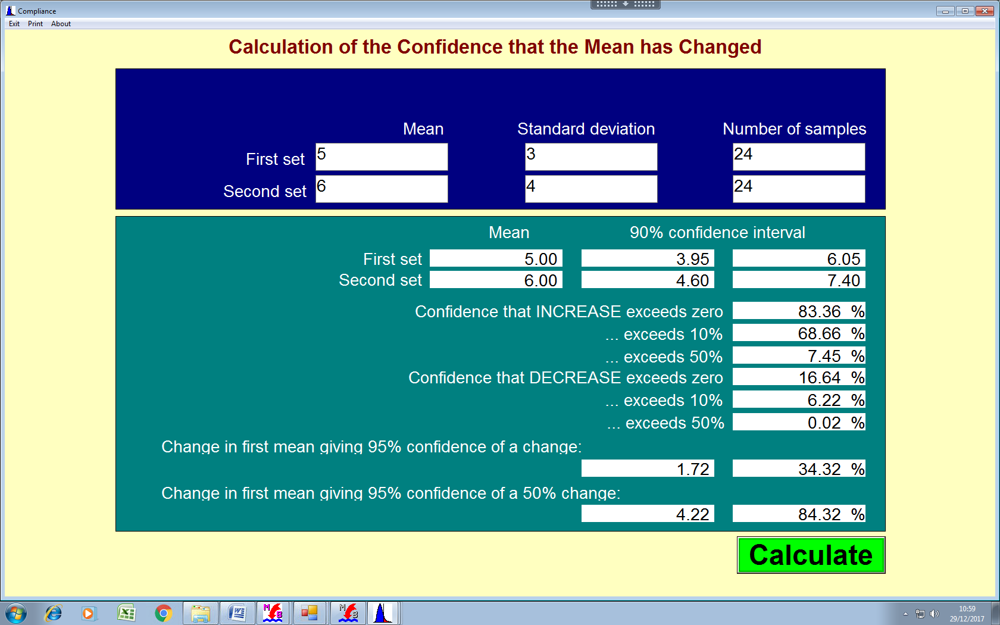 Compliance
Exit Print About
Calculation of the Confidence that the Mean has Changed
Mean Standard deviation Number of samples
First set 5 3 24
Second set 6 4 24
Mean 90% confidence interval
First set 5.00 3.95 6.05
Second set 6.00 4.60 7.40
Confidence that INCREASE exceeds zero 83.36 %
... exceeds 10% 68.66 %
... exceeds 50% 7.45 %
Confidence that DECREASE exceeds zero 16.64 %
... exceeds 10% 6.22 %
... exceeds 50% 0.02 %
Change in first mean giving 95% confidence of a change:
1.72 34.32 %
Change in first mean giving 95% confidence of a 50% change:
4.22 84.32 %
Calculate
M B M B
10:59
29/12/2017